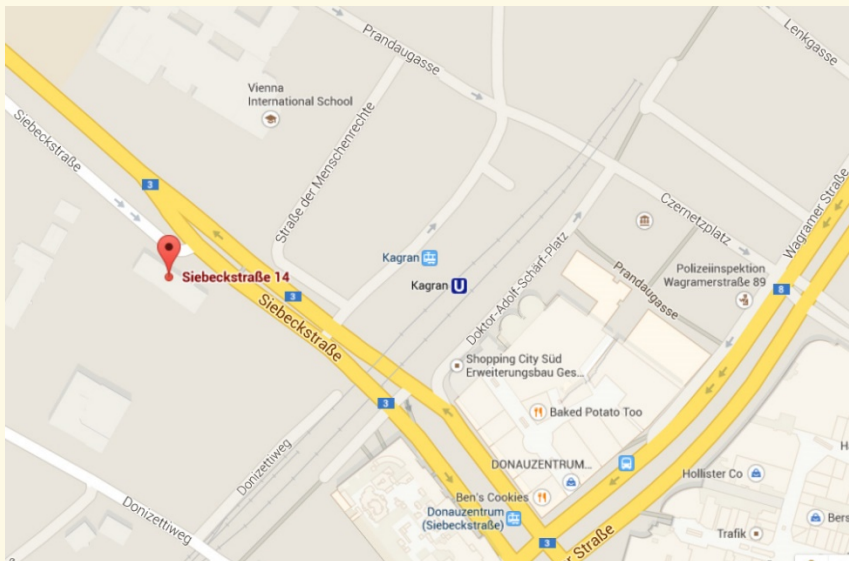 Prandaugasse
Lenkgasse
Vienna
International School
Siebeckstraße
Straße der Menschenrechte
3
Czernetzplatz
Wagramer Straße
Kagran
Kagran U
Siebeckstraße 14
Polizeiinspektion
Wagramerstraße 89
Prandaugasse
8
3
Siebeckstraße
Doktor-Adolf-Schärf-Platz
Shopping City Süd
Erweiterungsbau Ges...
3
Baked Potato Too
Donizettiweg
DONAUZENTRUM...
Hollister Co
Ben's Cookies
Donizettiweg
Donauzentrum
(Siebeckstraße)
Trafik
Bers
3
er Straße